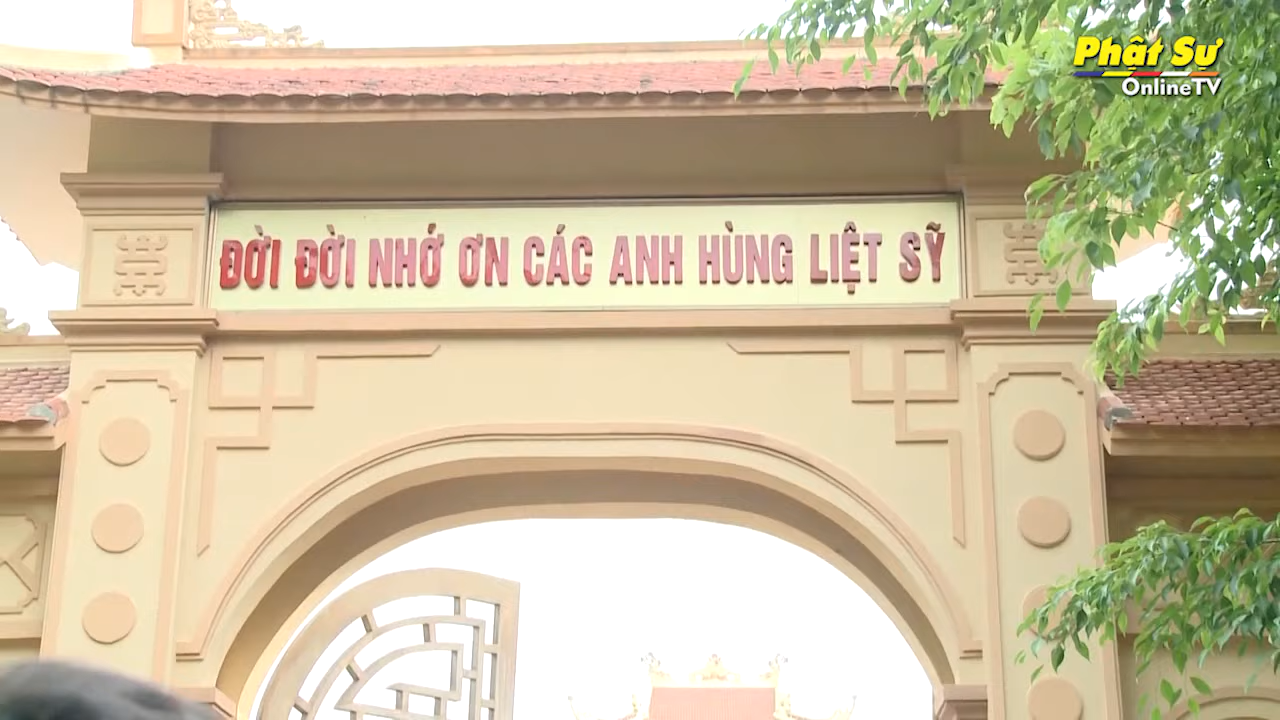 Phật Sự
OnlineTV
ĐỜI ĐỜI NHỚ ƠN CÁC ANH HÙNG LIỆT SỸ